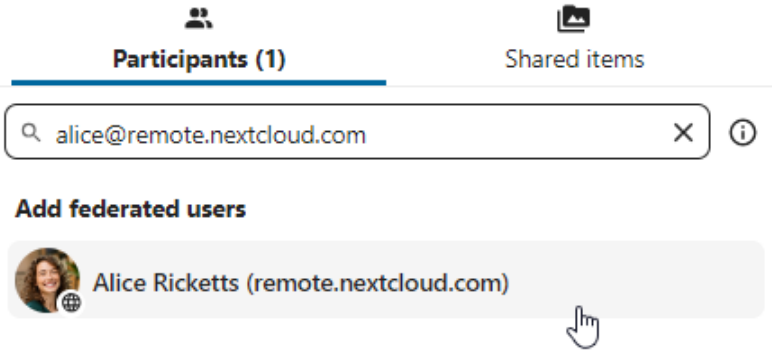 Participants (1)
Shared items
alice@remote.nextcloud.com
Add federated users
Alice Ricketts (remote.nextcloud.com)